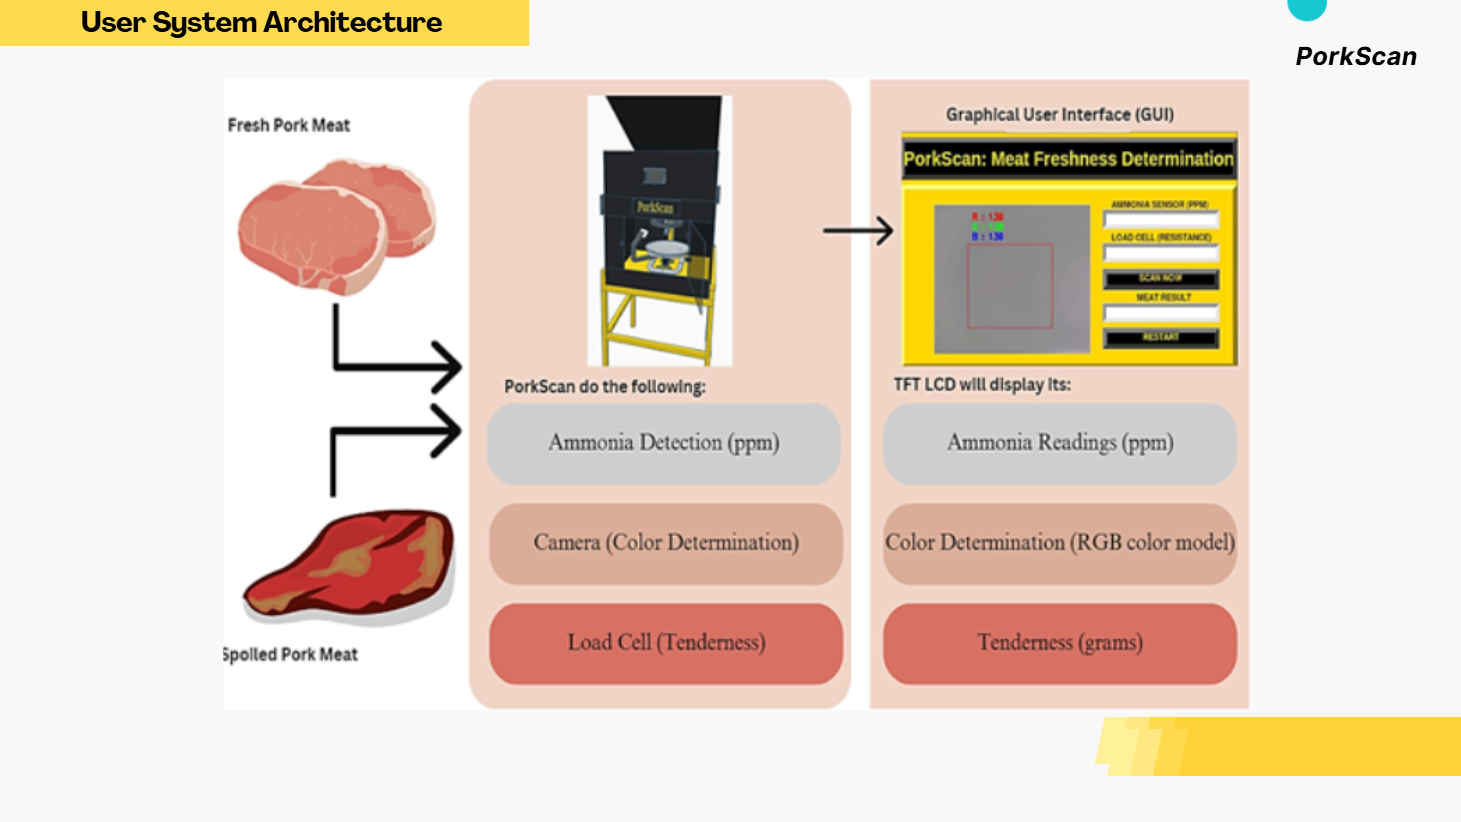 User System Architecture
PorkScan
Fresh Pork Meat
Spoiled Pork Meat
PorkScan
PorkScan do the following:
Ammonia Detection (ppm)
Camera (Color Determination)
Load Cell (Tenderness)
Graphical User Interface (GUI)
PorkScan: Meat Freshness Determination
R : 130
B : 136
AMMONIA SENSOR (PPM)
LOAD CELL (RESISTANCE)
SCAN NOW
MEAT RESULT
RESTART
TFT LCD will display its:
Ammonia Readings (ppm)
Color Determination (RGB color model)
Tenderness (grams)